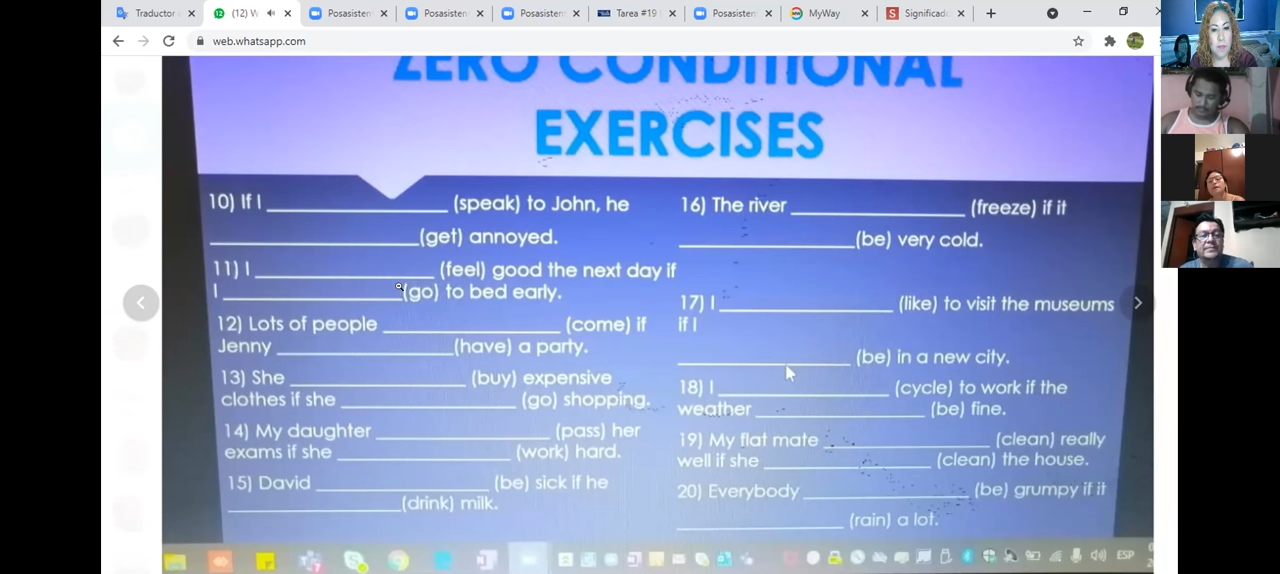 Traductor
(12) W
Posasistem
Posasistem
Posasistem
Tarea #19
Posasistem
MyWay
Significado
web.whatsapp.com
ZERO CONDITIONAL
EXERCISES
10) If I ________________ (speak) to John, he
___________________(get) annoyed.
11) I ________________ (feel) good the next day if
I ________________(go) to bed early.
12) Lots of people ________________ (come) if
Jenny ________________(have) a party.
13) She ________________ (buy) expensive
clothes if she ________________ (go) shopping.
14) My daughter ________________ (pass) her
exams if she ________________ (work) hard.
15) David ________________ (be) sick if he
________________(drink) milk.
16) The river ________________ (freeze) if it
________________(be) very cold.
17) I ________________ (like) to visit the museums
if I
________________ (be) in a new city.
18) I ________________ (cycle) to work if the
weather ________________ (be) fine.
19) My flat mate ________________ (clean) really
well if she ________________ (clean) the house.
20) Everybody ________________ (be) grumpy if it
________________ (rain) a lot.
ESP